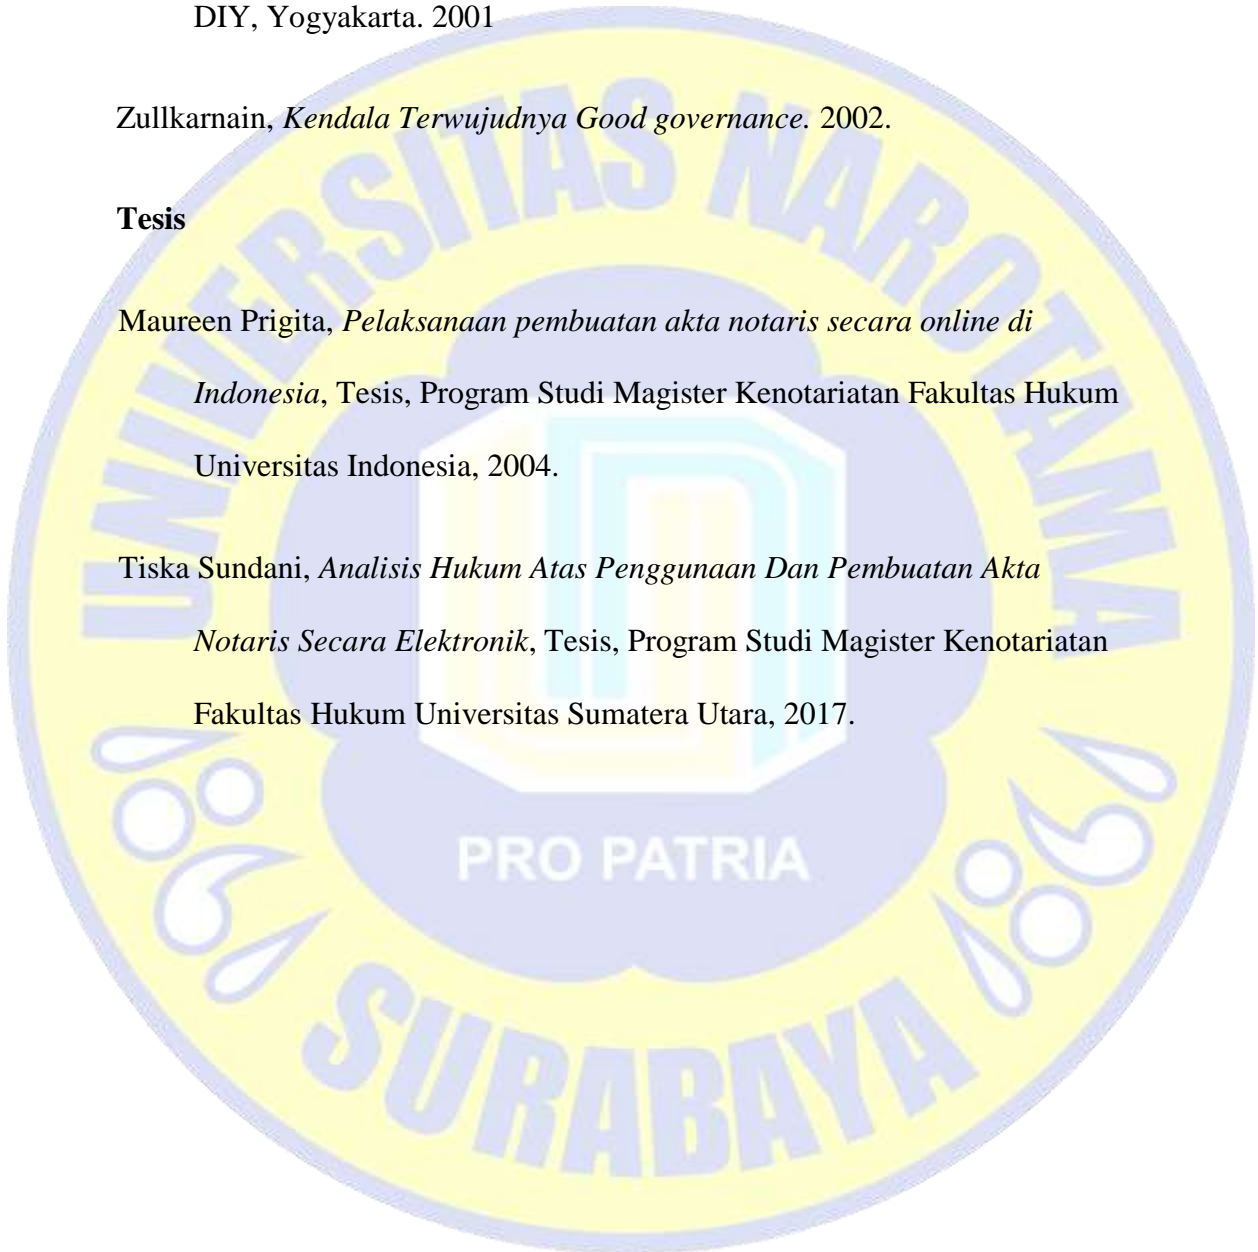 DIY, Yogyakarta. 2001
Zullkarnain, Kendala Terwujudnya Good governance. 2002.
Tesis
Maureen Prigita, Pelaksanaan pembuatan akta notaris secara online di
Indonesia, Tesis, Program Studi Magister Kenotariatan Fakultas Hukum
Universitas Indonesia, 2004.
Tiska Sundani, Analisis Hukum Atas Penggunaan Dan Pembuatan Akta
Notaris Secara Elektronik, Tesis, Program Studi Magister Kenotariatan
Fakultas Hukum Universitas Sumatera Utara, 2017.
UNIVERSITAS NAROTAMA
PRO PATRIA
SURABAYA